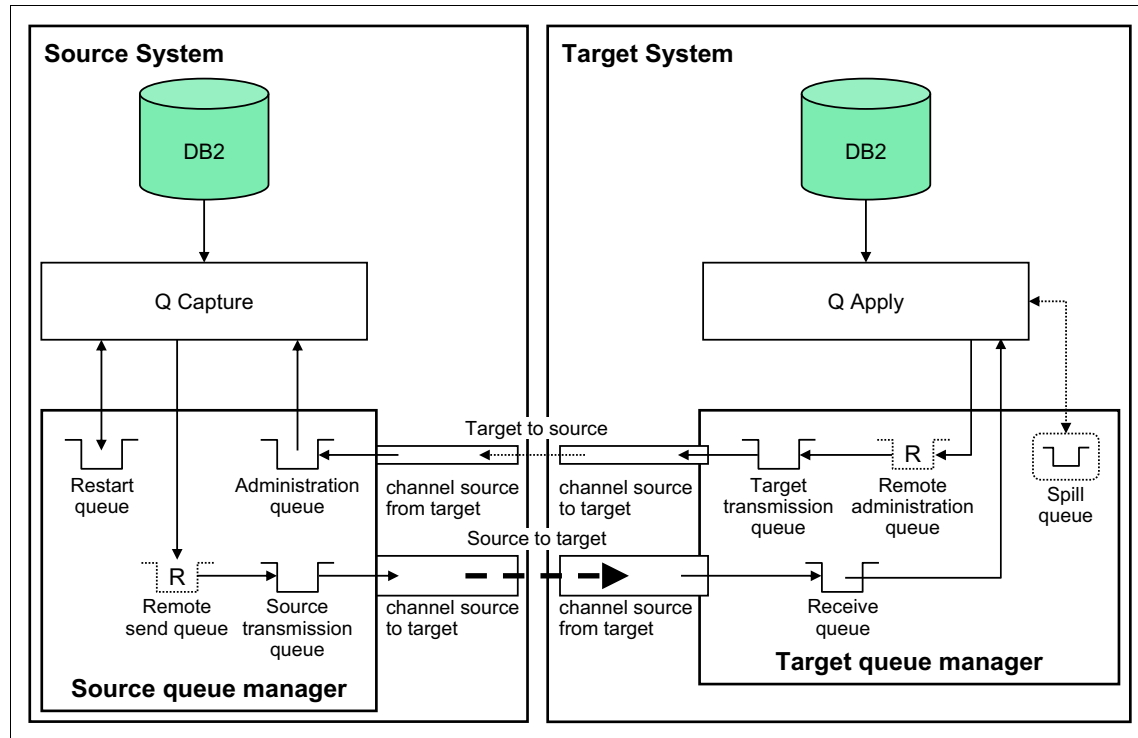 Source System
Target System
DB2
DB2
Q Capture
Q Apply
Target to source
Restart
queue
Administration
queue
channel source
from target
channel source
to target
Target
transmission
queue
R
Remote
administration
queue
Spill
queue
Source to target
R
Remote
send queue
Source
transmission
queue
channel source
to target
channel source
from target
Receive
queue
Source queue manager
Target queue manager